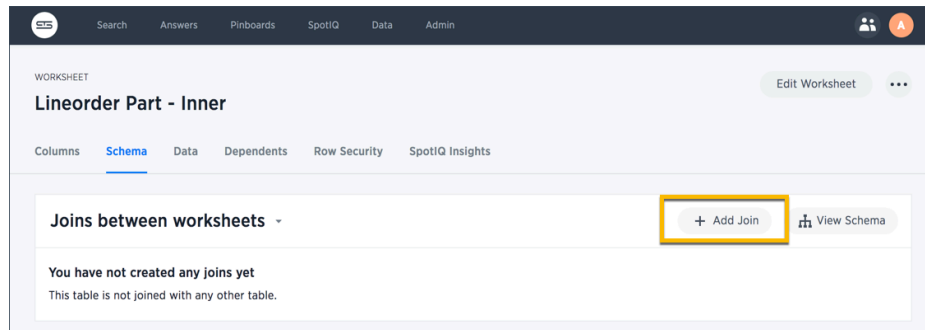 Search Answers Pinboards SpotIQ Data Admin A
WORKSHEET
Lineorder Part - Inner
Edit Worksheet
Columns Schema Data Dependents Row Security SpotIQ Insights
Joins between worksheets
+ Add Join View Schema
You have not created any joins yet
This table is not joined with any other table.